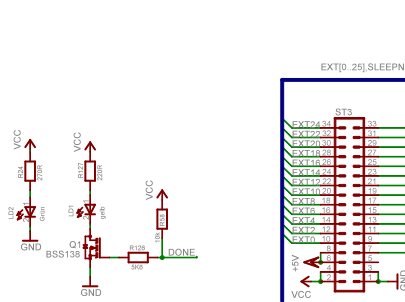 EXT[0..25],SLEEPN
ST3
EXT24 34 33
EXT22 32 31
EXT20 30 29
EXT18 28 27
EXT16 26 25
EXT14 24 23
EXT12 22 21
EXT10 20 19
EXT8 18 17
EXT6 16 15
EXT4 14 13
EXT2 12 11
EXT0 10 9
8 7
+5V 6 5
4 3
VCC 2 1
GND
VCC
R24
270R
LD2
GND
VCC
R127
220R
LD1
gelb
Q1
BSS138
GND
VCC
R58
10k
R126
5K6
DONE